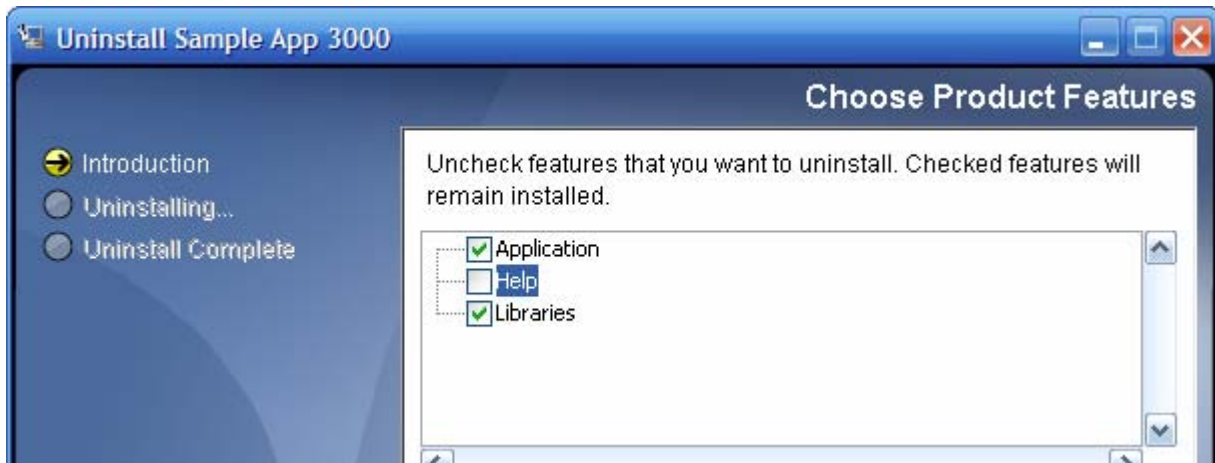 Uninstall Sample App 3000
Choose Product Features
Introduction
Uninstalling...
Uninstall Complete
Uncheck features that you want to uninstall. Checked features will
remain installed.
Application
Help
Libraries